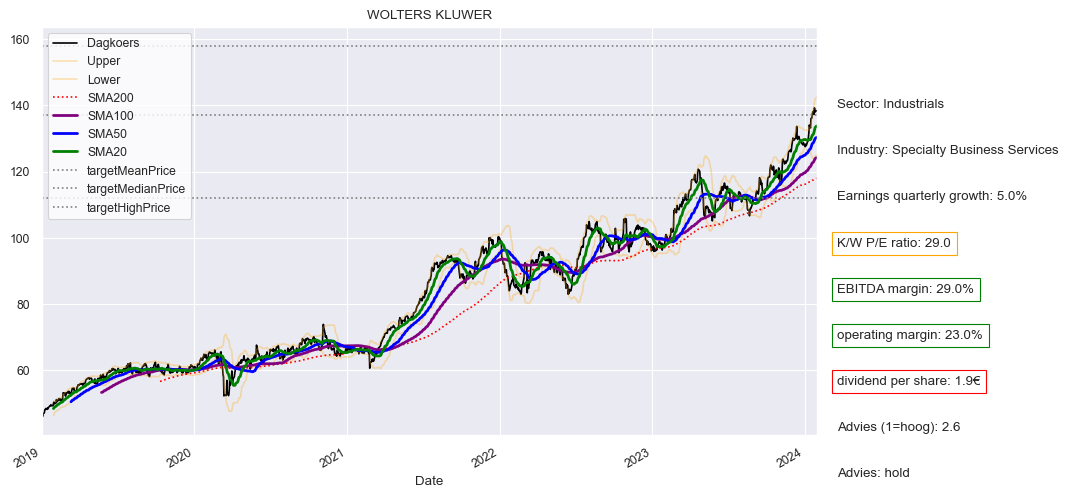 WOLTERS KLUWER
160
140
120
100
80
60
Dagkoers
Upper
Lower
SMA200
SMA100
SMA50
SMA20
targetMeanPrice
targetMedianPrice
targetHighPrice
2019
2020
2021
2022
2023
2024
Date
Sector: Industrials
Industry: Specialty Business Services
Earnings quarterly growth: 5.0%
K/W P/E ratio: 29.0
EBITDA margin: 29.0%
operating margin: 23.0%
dividend per share: 1.9€
Advies (1=hoog): 2.6
Advies: hold